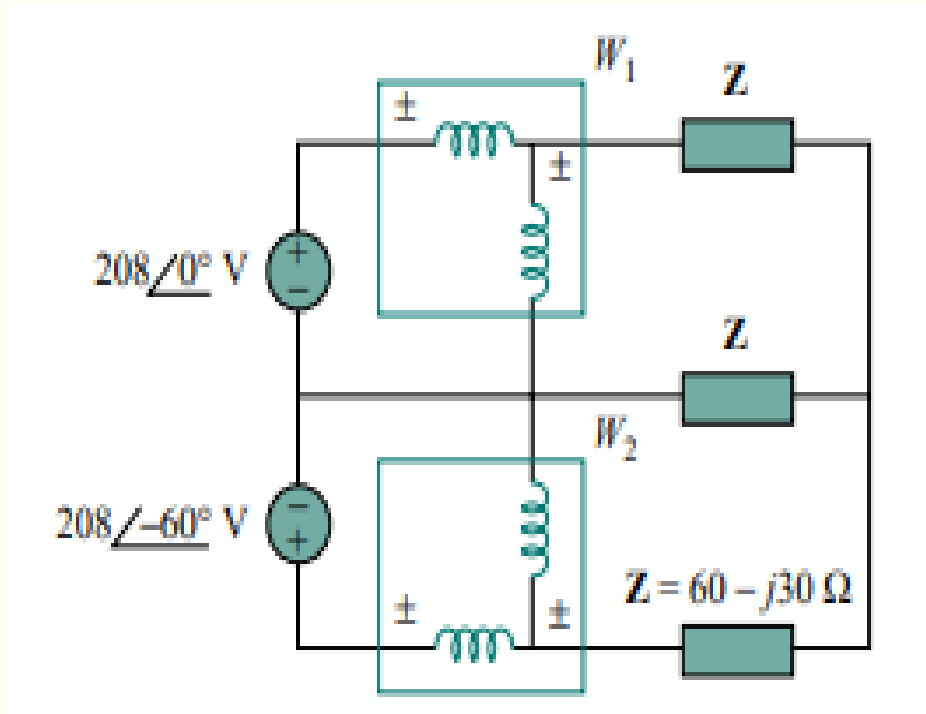 W₁
Z
±
±
+
208/0° V
−
Z
W₂
−
208/−60° V
+
Z = 60 − j30 Ω
±
±